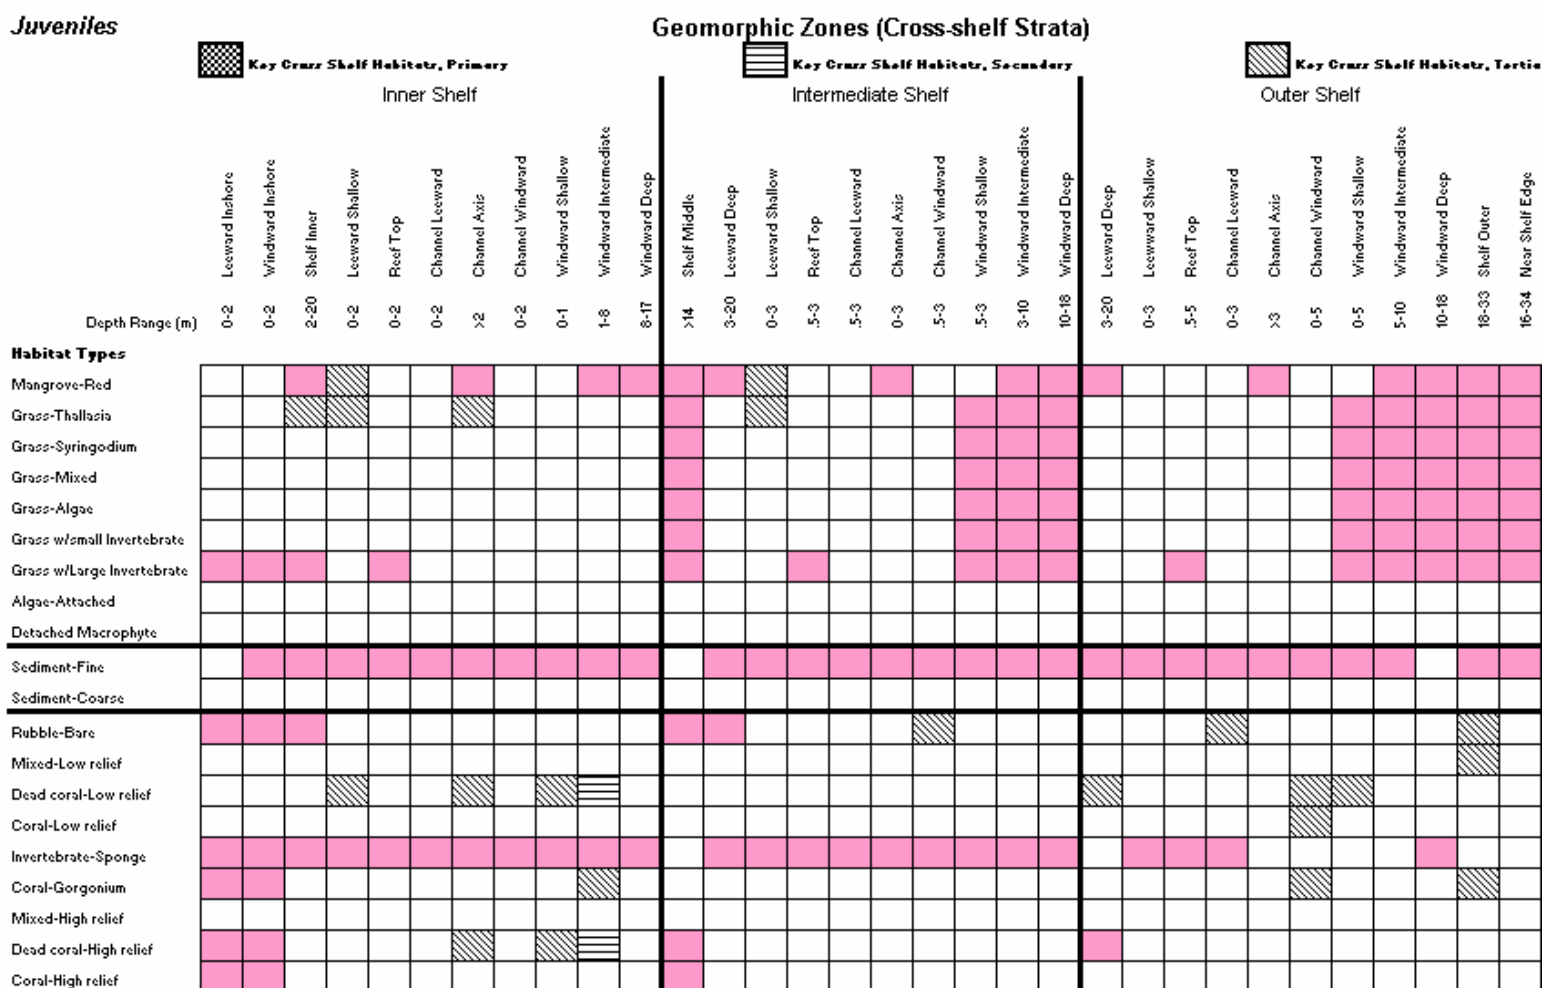 Juveniles
Geomorphic Zones (Cross-shelf Strata)
Key Cross Shelf Habitats, Primary
Key Cross Shelf Habitats, Secundary
Key Cross Shelf Habitats, Tertia
Inner Shelf
Intermediate Shelf
Outer Shelf
Leeward Inshore
Windward Inshore
Shelf Inner
Leeward Shallow
Reef Top
Channel Leeward
Channel Axis
Channel Windward
Windward Shallow
Windward Intermediate
Windward Deep
Shelf Middle
Leeward Deep
Leeward Shallow
Reef Top
Channel Leeward
Channel Axis
Channel Windward
Windward Shallow
Windward Intermediate
Windward Deep
Leeward Deep
Leewward Shallow
Reef Top
Channel Leeward
Channel Axis
Channel Windward
Windward Shallow
Windward Intermediate
Windward Deep
Shelf Outer
Near Shelf Edge
Depth Range (m) 0-2 0-2 2-20 0-2 0-2 0-2 >2 0-2 0-1 1-8 8-17 >14 3-20 0-3 .5-3 .5-3 0-3 .5-3 .5-3 3-10 10-18 3-20 0-3 .5-5 0-3 >3 0-5 0-5 5-10 10-18 18-33 16-34
Habitat Types
Mangrove-Red
Grass-Thallasia
Grass-Syringodium
Grass-Mixed
Grass-Algae
Grass w/small Invertebrate
Grass w/Large Invertebrate
Algae-Attached
Detached Macrophyte
Sediment-Fine
Sediment-Coarse
Rubble-Bare
Mixed-Low relief
Dead coral-Low relief
Coral-Low relief
Invertebrate-Sponge
Coral-Gorgonium
Mixed-High relief
Dead coral-High relief
Coral-High relief